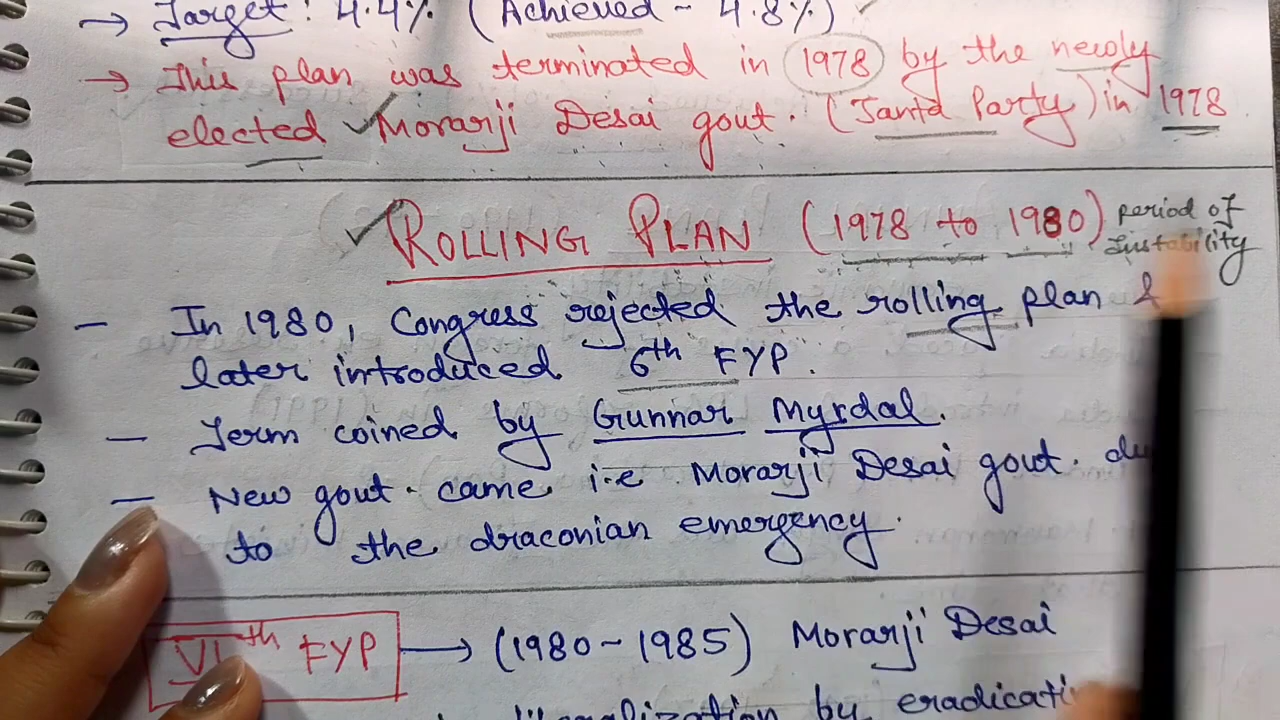 → Target : 4.4% ( Achieved - 4.8% )
→ This plan was terminated in 1978 by the newly
elected Morarji Desai govt. (Janta Party) in 1978
ROLLING PLAN (1978 to 1980) period of
Instability
- In 1980, Congress rejected the rolling plan &
later introduced 6th FYP.
- Term coined by Gunnar Myrdal.
- New govt. came i.e Morarji Desai govt.
to the draconian emergency.
VIth FYP → (1980-1985) Morarji Desai
by